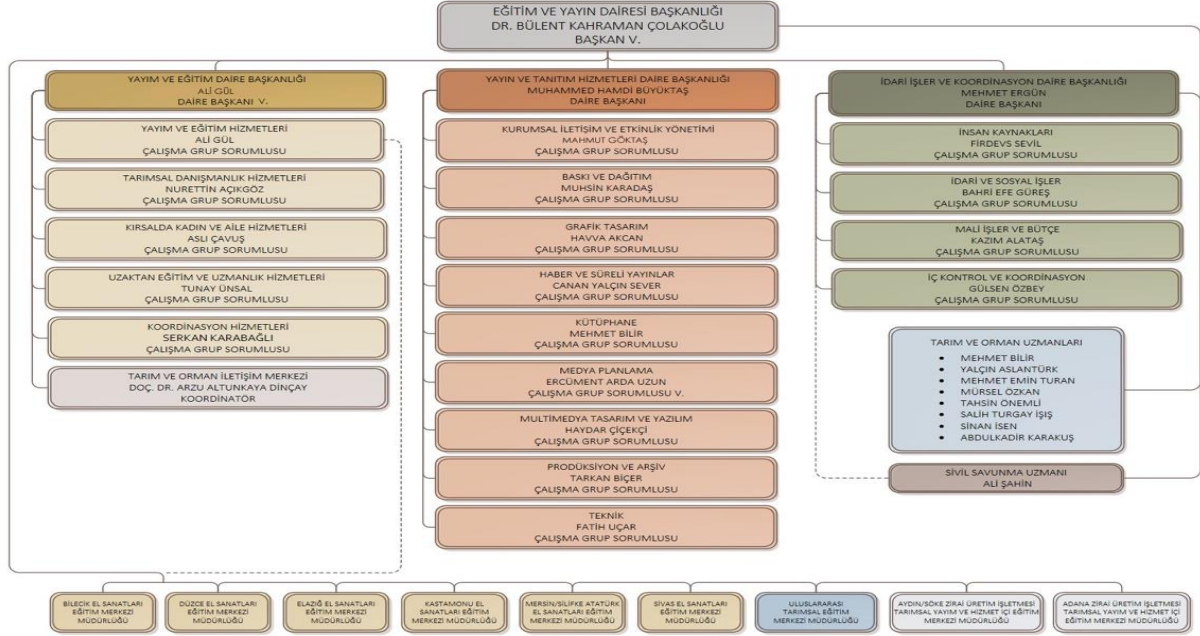 EĞİTİM VE YAYIN DAİRESİ BAŞKANLIĞI
DR. BÜLENT KAHRAMAN ÇOLAKOĞLU
BAŞKAN V.
YAYIM VE EĞİTİM DAİRE BAŞKANLIĞI
ALİ GÜL
DAİRE BAŞKANI V.
YAYIM VE EĞİTİM HİZMETLERİ
ALİ GÜL
ÇALIŞMA GRUP SORUMLUSU
TARIMSAL DANIŞMANLIK HİZMETLERİ
NURETTİN AÇIKGÖZ
ÇALIŞMA GRUP SORUMLUSU
KIRSALDA KADIN VE AİLE HİZMETLERİ
ASLI ÇAVUŞ
ÇALIŞMA GRUP SORUMLUSU
UZAKTAN EĞİTİM VE UZMANLIK HİZMETLERİ
TUNAY ÜNSAL
ÇALIŞMA GRUP SORUMLUSU
KOORDİNASYON HİZMETLERİ
SERKAN KARABAĞLI
ÇALIŞMA GRUP SORUMLUSU
TARIM VE ORMAN İLETİŞİM MERKEZİ
DOÇ. DR. ARZU ALTUNKAYA DİNÇAY
KOORDİNATÖR
YAYIN VE TANITIM HİZMETLERİ DAİRE BAŞKANLIĞI
MUHAMMED HAMDİ BÜYÜKTAŞ
DAİRE BAŞKANI
KURUMSAL İLETİŞİM VE ETKİNLİK YÖNETİMİ
MAHMUT GÖKTAŞ
ÇALIŞMA GRUP SORUMLUSU
BASKI VE DAĞITIM
MUHSİN KARADAŞ
ÇALIŞMA GRUP SORUMLUSU
GRAFİK TASARIM
HAVVA AKCAN
ÇALIŞMA GRUP SORUMLUSU
HABER VE SÜRELİ YAYINLAR
CANAN YALÇIN SEVER
ÇALIŞMA GRUP SORUMLUSU
KÜTÜPHANE
MEHMET BİLİR
ÇALIŞMA GRUP SORUMLUSU
MEDYA PLANLAMA
ERCÜMENT ARDA UZUN
ÇALIŞMA GRUP SORUMLUSU V.
MULTİMEDYA TASARIM VE YAZILIM
HAYDAR ÇİÇEKÇİ
ÇALIŞMA GRUP SORUMLUSU
PRODÜKSİYON VE ARŞİV
TARKAN BİÇER
ÇALIŞMA GRUP SORUMLUSU
TEKNİK
FATİH UÇAR
ÇALIŞMA GRUP SORUMLUSU
İDARİ İŞLER VE KOORDİNASYON DAİRE BAŞKANLIĞI
MEHMET ERGÜN
DAİRE BAŞKANI
İNSAN KAYNAKLARI
FİRDEVS SEVİL
ÇALIŞMA GRUP SORUMLUSU
İDARİ VE SOSYAL İŞLER
BAHRİ EFE GÜREŞ
ÇALIŞMA GRUP SORUMLUSU
MALİ İŞLER VE BÜTÇE
KAZIM ALATAŞ
ÇALIŞMA GRUP SORUMLUSU
İÇ KONTROL VE KOORDİNASYON
GÜLSEN ÖZBEY
ÇALIŞMA GRUP SORUMLUSU
TARIM VE ORMAN UZMANLARI
• MEHMET BİLİR
• YALÇIN ASLANTÜRK
• MEHMET EMİN TURAN
• MÜRSEL ÖZKAN
• TAHSİN ÖNEMLİ
• SALİH TURGAY IŞIŞ
• SİNAN İSEN
• ABDULKADİR KARAKUŞ
SİVİL SAVUNMA UZMANI
ALİ ŞAHİN
BİLECİK EL SANATLARI
EĞİTİM MERKEZİ
MÜDÜRLÜĞÜ
DÜZCE EL SANATLARI
EĞİTİM MERKEZİ
MÜDÜRLÜĞÜ
ELAZIĞ EL SANATLARI
EĞİTİM MERKEZİ
MÜDÜRLÜĞÜ
KASTAMONU EL
SANATLARI EĞİTİM
MERKEZİ MÜDÜRLÜĞÜ
MERSİN/SİLİFKE ATATÜRK
EL SANATLARI EĞİTİM
MERKEZİ MÜDÜRLÜĞÜ
SİVAS EL SANATLARI
EĞİTİM MERKEZİ
MÜDÜRLÜĞÜ
ULUSLARARASI
TARIMSAL EĞİTİM
MERKEZİ MÜDÜRLÜĞÜ
AYDIN/SÖKE ZİRAİ ÜRETİM İŞLETMESİ
TARIMSAL YAYIM VE HİZMET İÇİ EĞİTİM
MERKEZİ MÜDÜRLÜĞÜ
ADANA ZİRAİ ÜRETİM İŞLETMESİ
TARIMSAL YAYIM VE HİZMET İÇİ
EĞİTİM MERKEZİ MÜDÜRLÜĞÜ